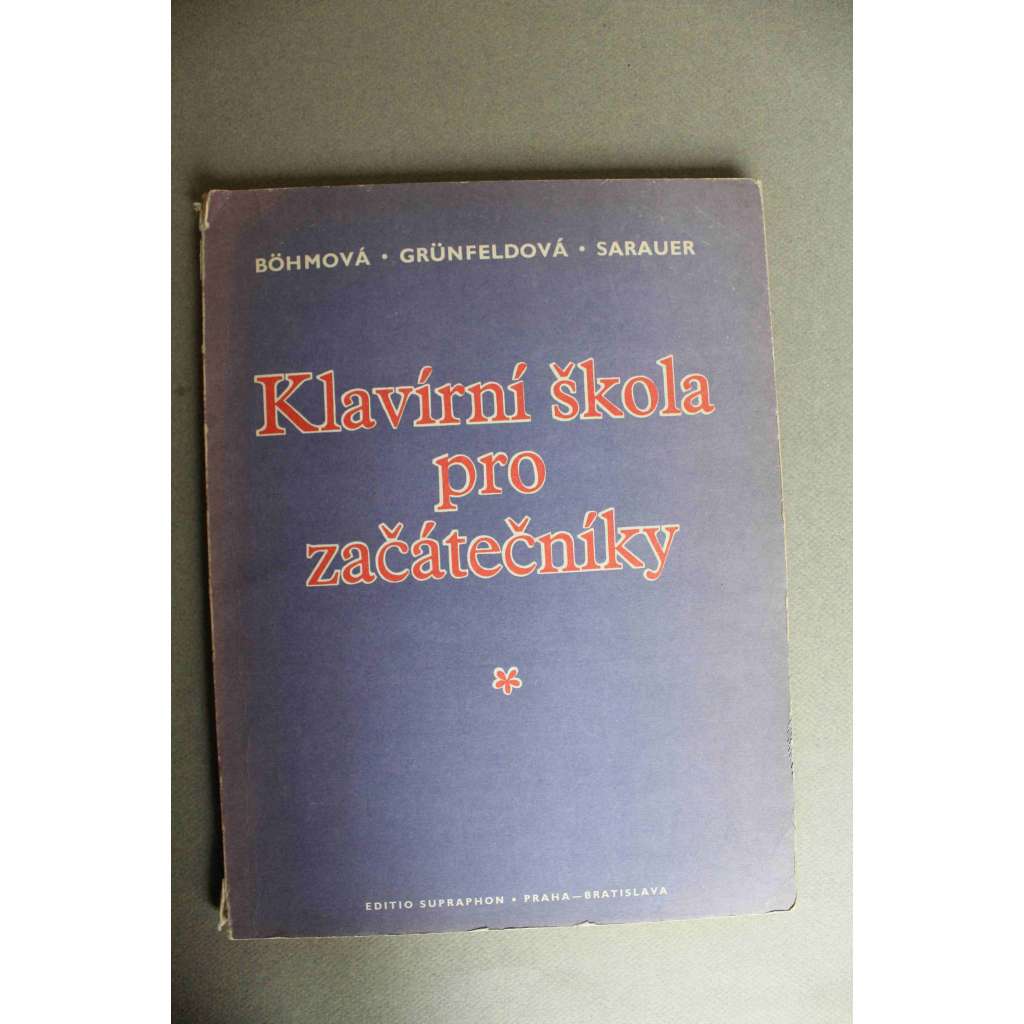 BÖHMOVÁ • GRÜNFELDOVÁ • SARAUER
Klavírní škola
pro
začátečníky
EDITIO SUPRAPHON • PRAHA—BRATISLAVA